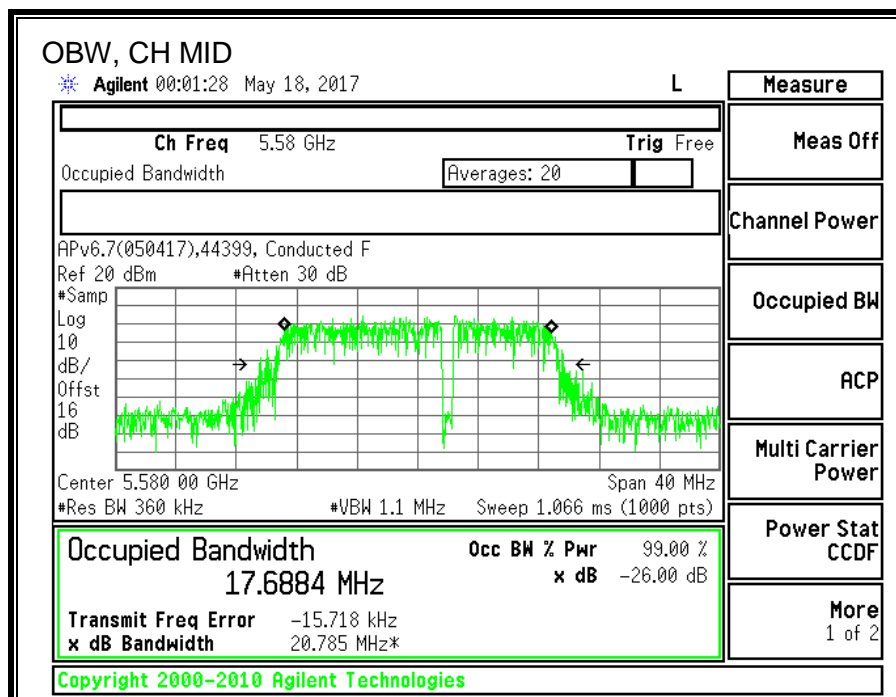 OBW, CH MID
Agilent 00:01:28 May 18, 2017 L
Measure
Ch Freq 5.58 GHz Trig Free
Meas Off
Occupied Bandwidth Averages: 20
Channel Power
APv6.7(050417),44399, Conducted F
Ref 20 dBm #Atten 30 dB
#Samp
Log
10
dB/
Offst
16
dB
Occupied BW
ACP
Center 5.580 00 GHz Span 40 MHz
#Res BW 360 kHz #VBW 1.1 MHz Sweep 1.066 ms (1000 pts)
Multi Carrier
Power
Occupied Bandwidth Occ BW % Pwr 99.00 %
17.6884 MHz x dB -26.00 dB
Power Stat
CCDF
Transmit Freq Error -15.718 kHz
x dB Bandwidth 20.785 MHz*
More
1 of 2
Copyright 2000-2010 Agilent Technologies